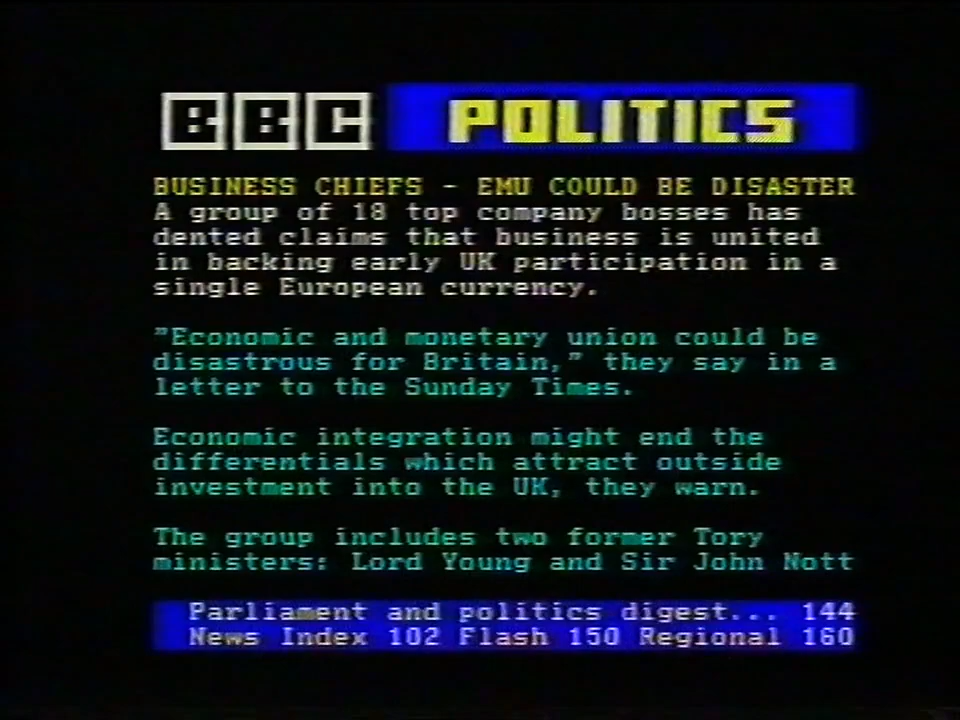 BBC POLITICS
BUSINESS CHIEFS - EMU COULD BE DISASTER
A group of 18 top company bosses has
dented claims that business is united
in backing early UK participation in a
single European currency.
"Economic and monetary union could be
disastrous for Britain," they say in a
letter to the Sunday Times.
Economic integration might end the
differentials which attract outside
investment into the UK, they warn.
The group includes two former Tory
ministers: Lord Young and Sir John Nott
Parliament and politics digest... 144
News Index 102 Flash 150 Regional 160